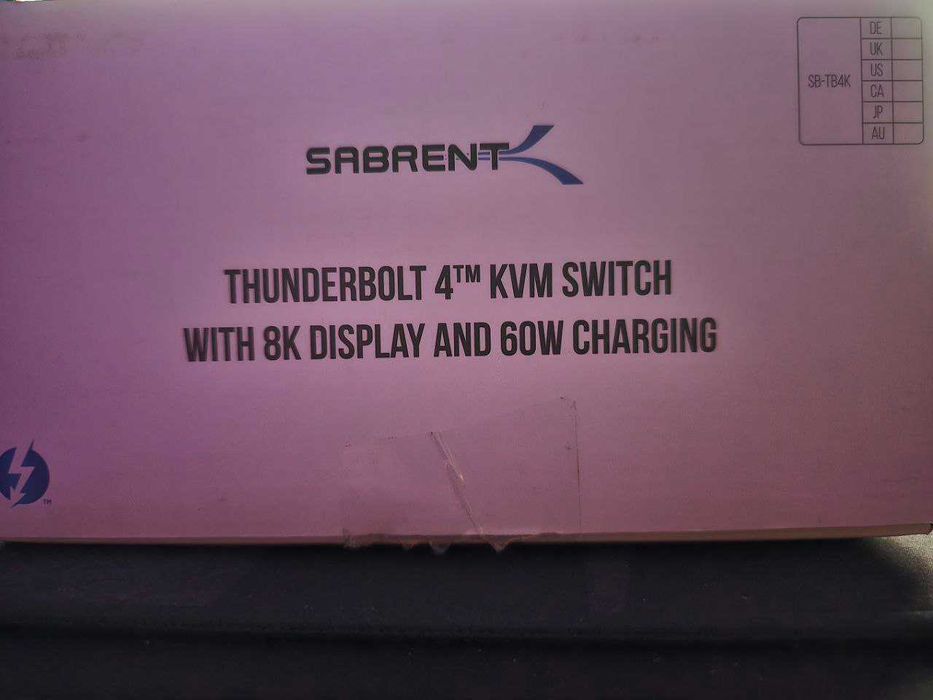 SB-TB4K
DE
UK
US
CA
JP
AU
SABRENT
THUNDERBOLT 4™ KVM SWITCH
WITH 8K DISPLAY AND 60W CHARGING
TM